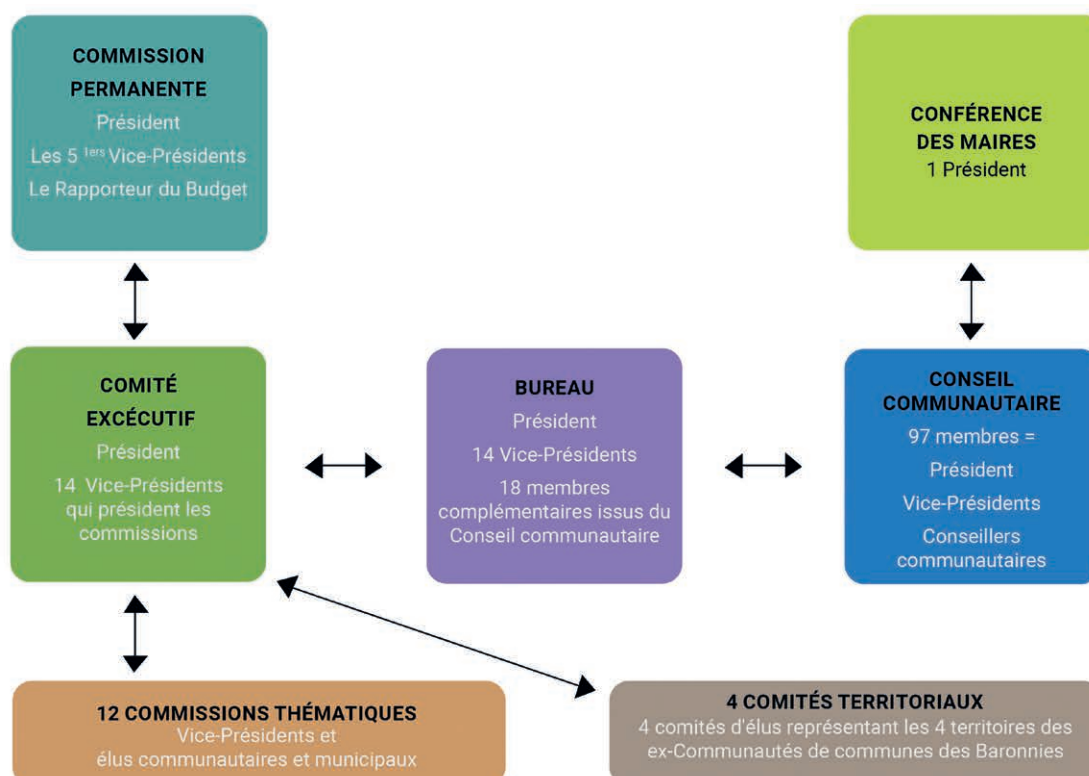 COMMISSION
PERMANENTE
Président
Les 5 1ers Vice-Présidents
Le Rapporteur du Budget
CONFÉRENCE
DES MAIRES
1 Président
COMITÉ
EXCÉCUTIF
Président
14 Vice-Présidents
qui président les
commissions
BUREAU
Président
14 Vice-Présidents
18 membres
complémentaires issus du
Conseil communautaire
CONSEIL
COMMUNAUTAIRE
97 membres =
Président
Vice-Présidents
Conseillers
communautaires
12 COMMISSIONS THÉMATIQUES
Vice-Présidents et
élus communautaires et municipaux
4 COMITÉS TERRITORIAUX
4 comités d'élus représentant les 4 territoires des
ex-Communautés de communes des Baronnies